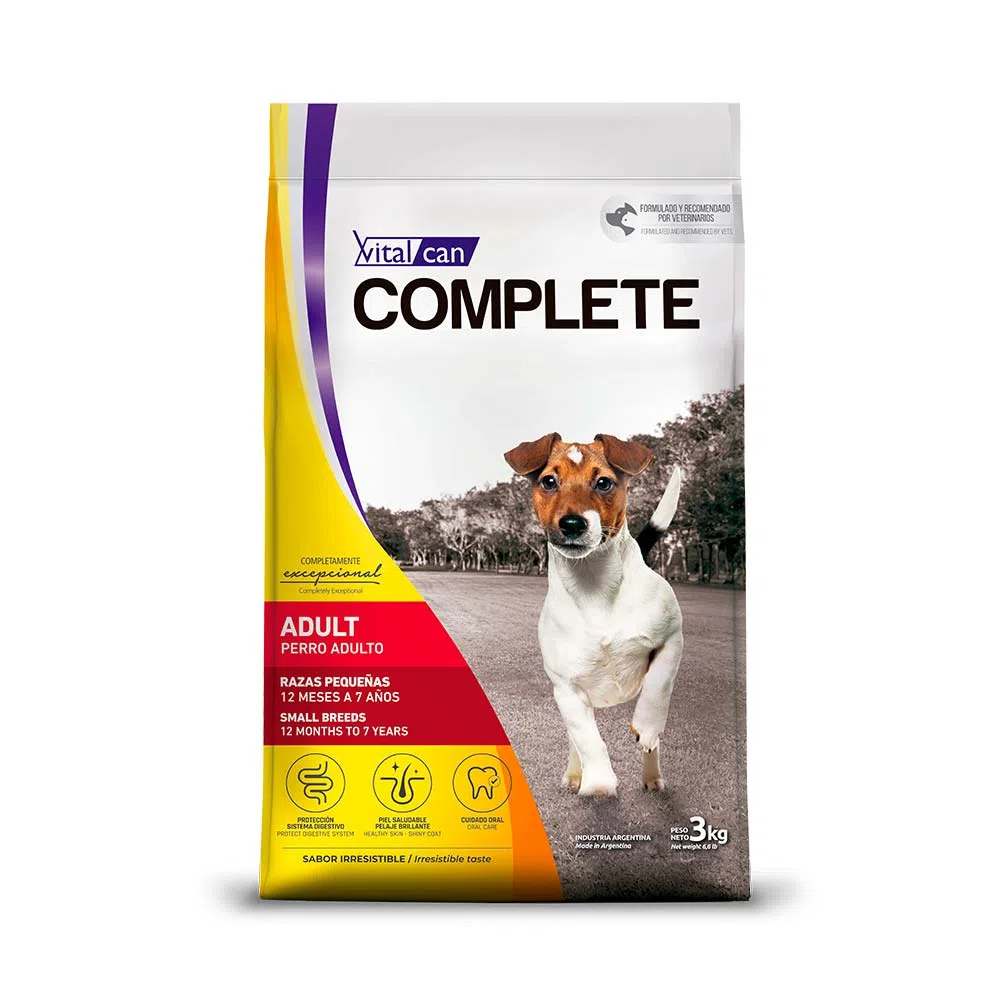 FORMULADO Y RECOMENDADO
POR VETERINARIOS
FORMULATED AND RECOMMENDED BY VETS
Vital can
COMPLETE
COMPLETAMENTE
excepcional
Completely Exceptional
ADULT
PERRO ADULTO
RAZAS PEQUEÑAS
12 MESES A 7 AÑOS
SMALL BREEDS
12 MONTHS TO 7 YEARS
PROTECCIÓN
SISTEMA DIGESTIVO
PROTECT DIGESTIVE SYSTEM
PIEL SALUDABLE
PELAJE BRILLANTE
HEALTHY SKIN - SHINY COAT
CUIDADO ORAL
ORAL CARE
SABOR IRRESISTIBLE / Irresistible taste
INDUSTRIA ARGENTINA
Made in Argentina
PESO
NETO 3kg
Net weight 6,6 lb